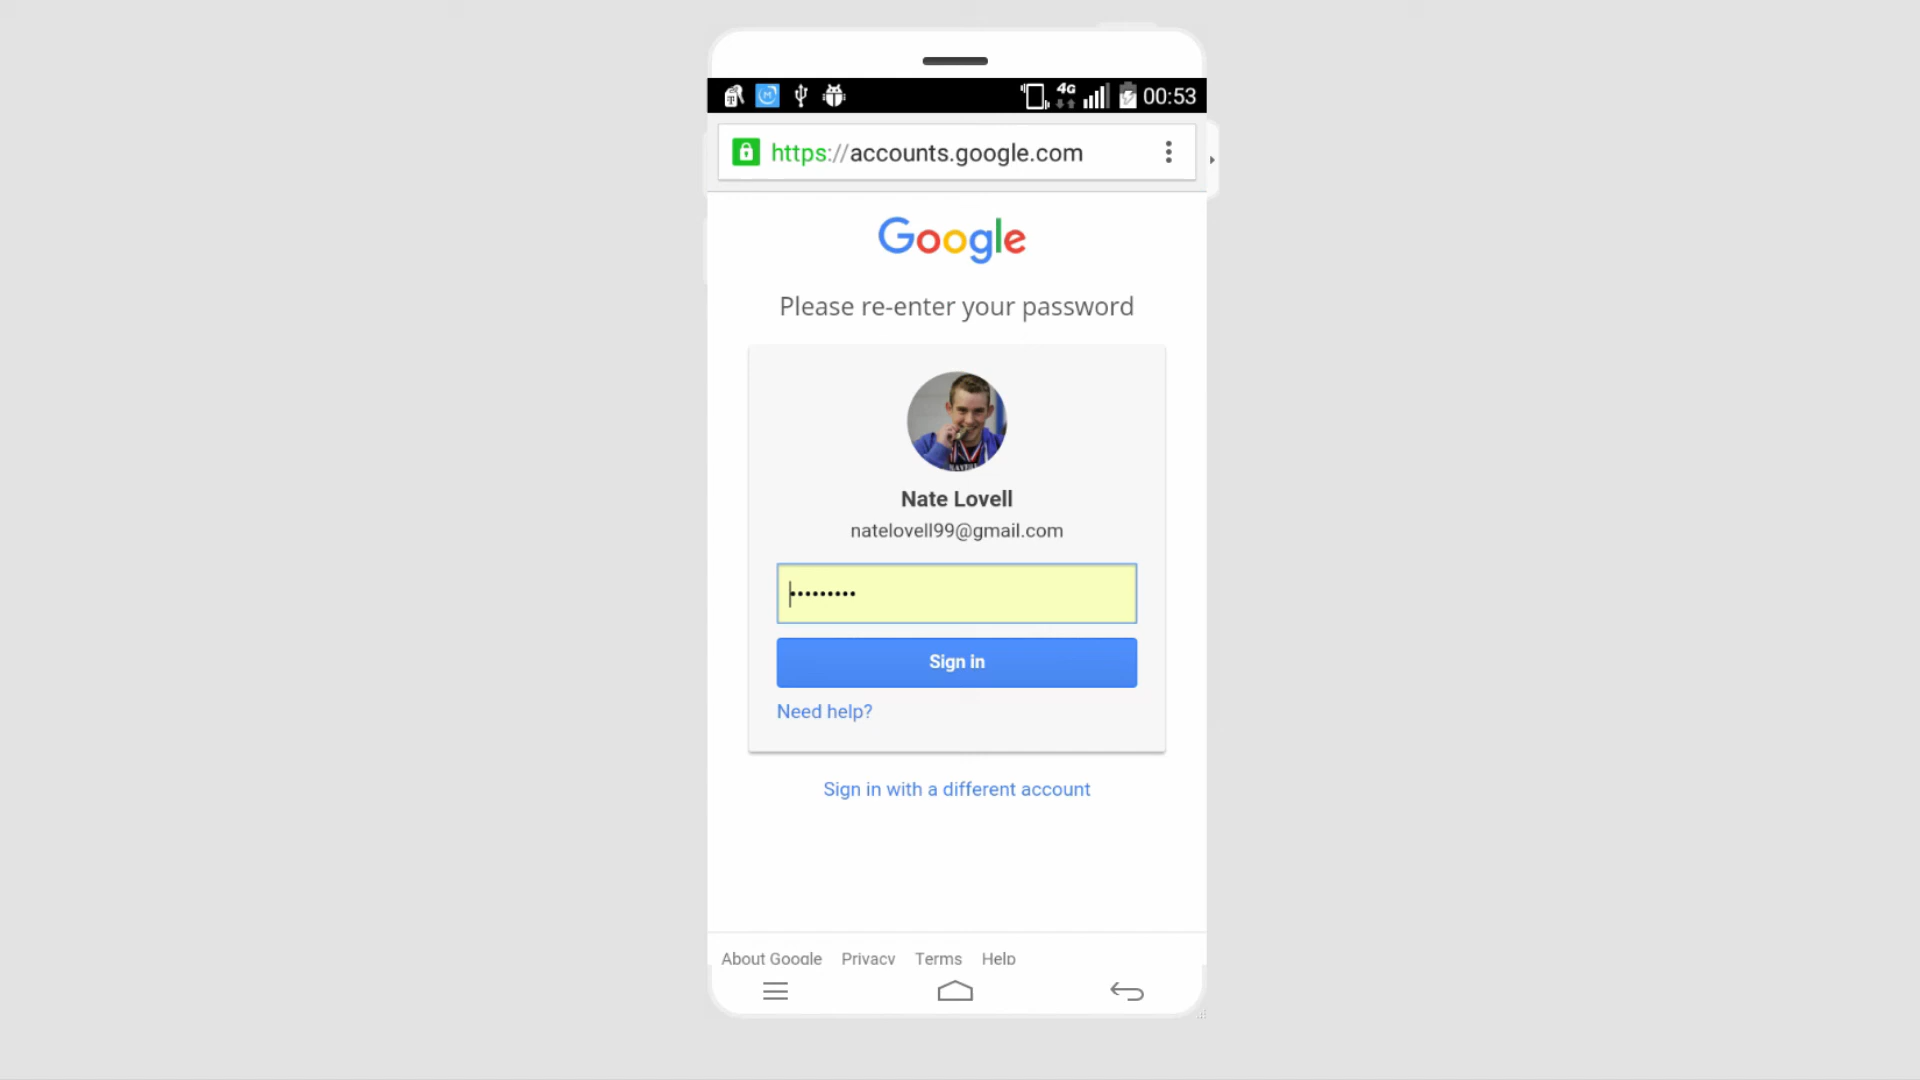 4G 00:53
https://accounts.google.com
Google
Please re-enter your password
Nate Lovell
natelovell99@gmail.com
•••••••••
Sign in
Need help?
Sign in with a different account
About Google Privacy Terms Help